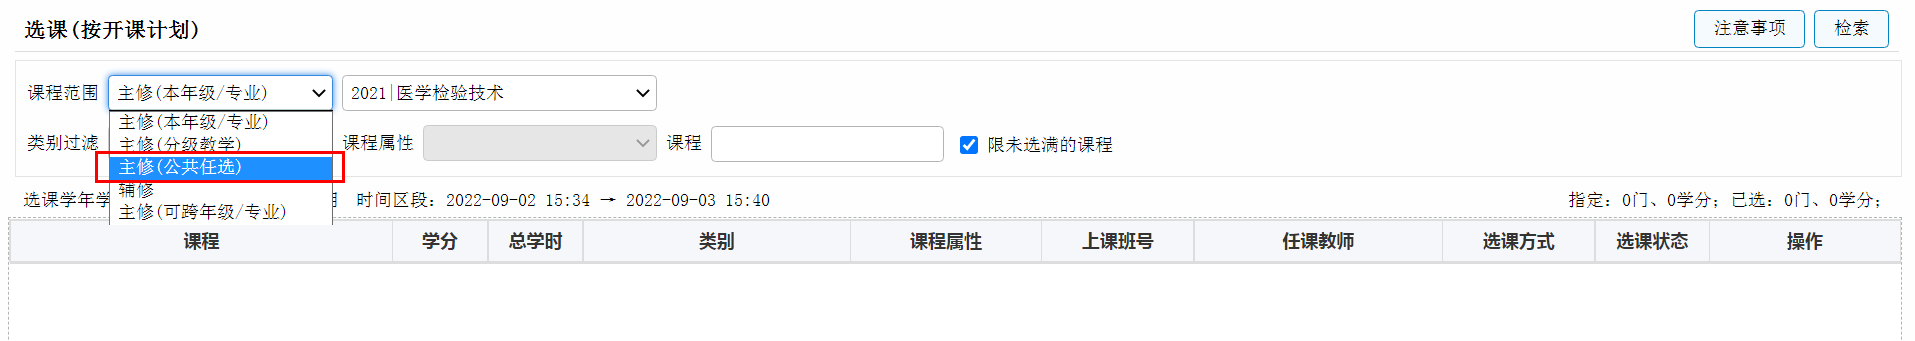 选课(按开课计划)
注意事项 检索
课程范围 主修(本年级/专业) 2021|医学检验技术
主修(本年级/专业)
类别过滤 主修(分级教学) 课程属性 课程 限未选满的课程
主修(公共任选)
辅修
选课学年学 期 时间区段：2022-09-02 15:34 → 2022-09-03 15:40 指定：0门、0学分；已选：0门、0学分；
主修(可跨年级/专业)
课程 学分 总学时 类别 课程属性 上课班号 任课教师 选课方式 选课状态 操作